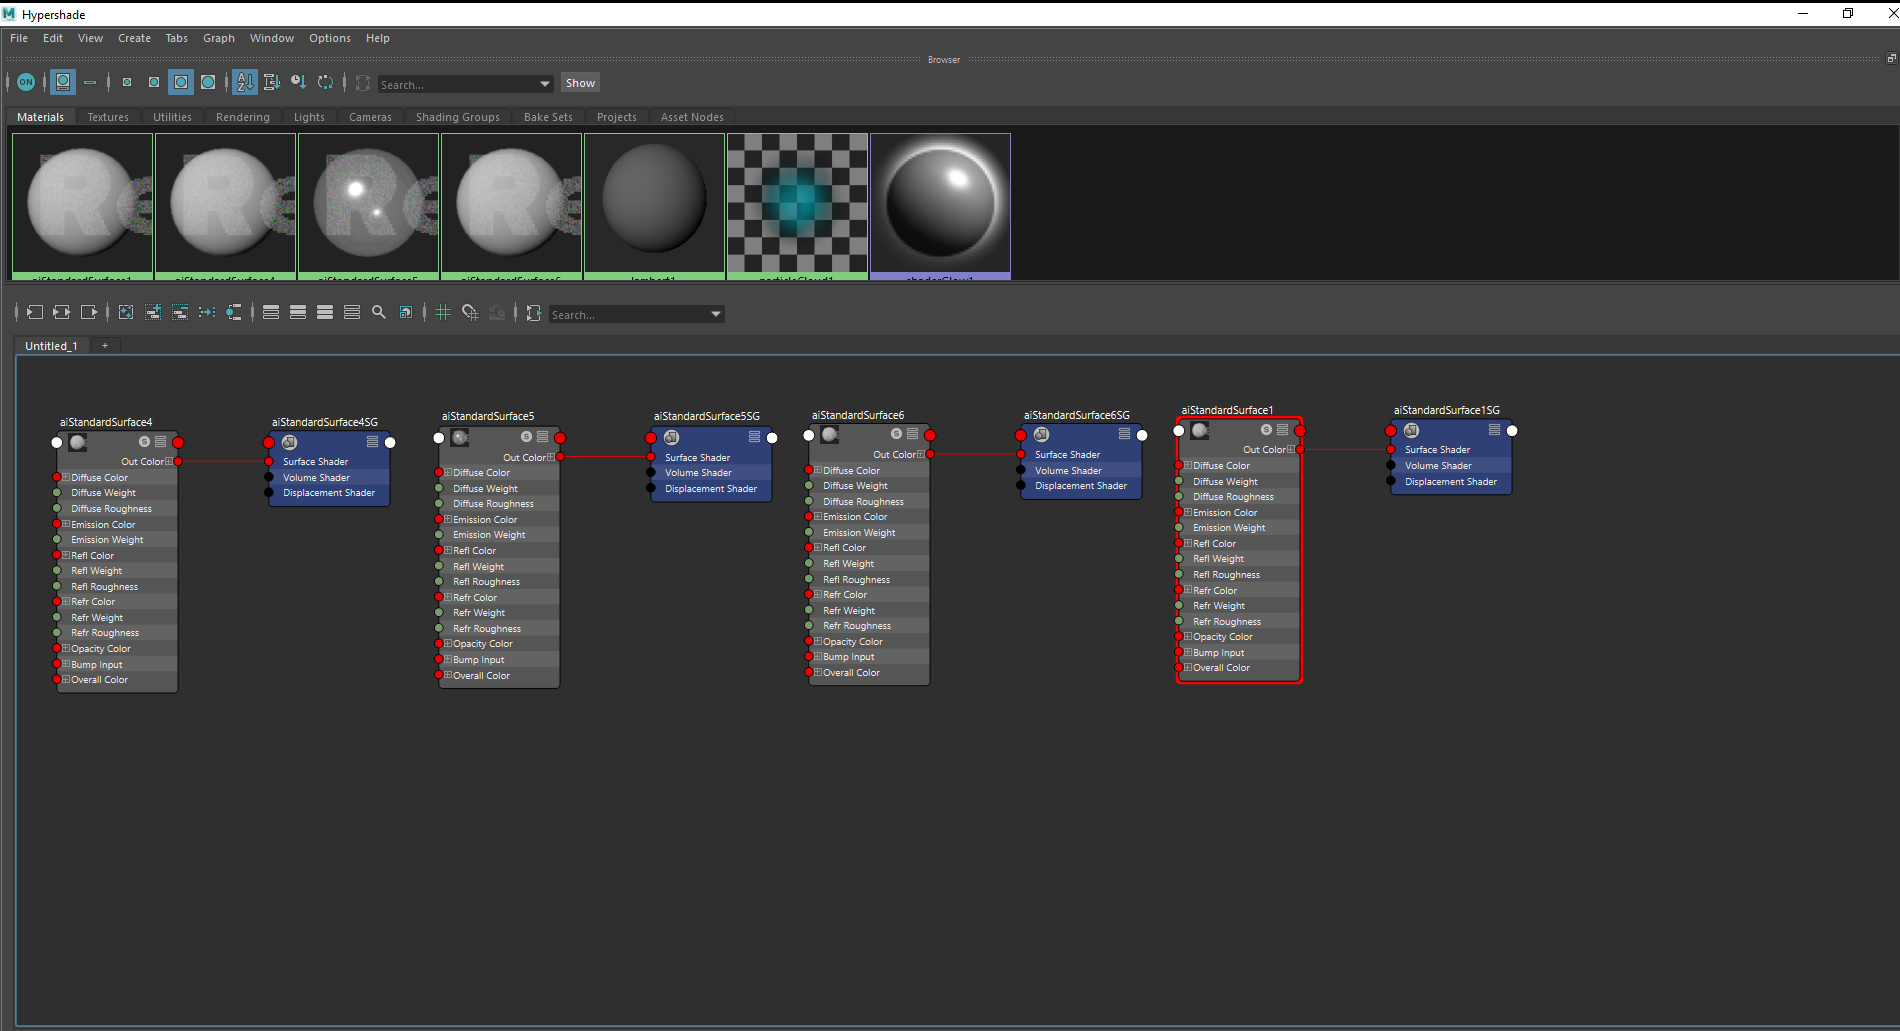 Hypershade
File Edit View Create Tabs Graph Window Options Help
Browser
ON
Search...
Show
Materials Textures Utilities Rendering Lights Cameras Shading Groups Bake Sets Projects Asset Nodes
aiStandardSurface1 aiStandardSurface4 aiStandardSurface5 aiStandardSurface6 lambert1 particleCloud1 shaderGlow1
Search...
Untitled_1 +
aiStandardSurface4
Out Color
Diffuse Color
Diffuse Weight
Diffuse Roughness
Emission Color
Emission Weight
Refl Color
Refl Weight
Refl Roughness
Refr Color
Refr Weight
Refr Roughness
Opacity Color
Bump Input
Overall Color
aiStandardSurface4SG
Surface Shader
Volume Shader
Displacement Shader
aiStandardSurface5
Out Color
Diffuse Color
Diffuse Weight
Diffuse Roughness
Emission Color
Emission Weight
Refl Color
Refl Weight
Refl Roughness
Refr Color
Refr Weight
Refr Roughness
Opacity Color
Bump Input
Overall Color
aiStandardSurface5SG
Surface Shader
Volume Shader
Displacement Shader
aiStandardSurface6
Out Color
Diffuse Color
Diffuse Weight
Diffuse Roughness
Emission Color
Emission Weight
Refl Color
Refl Weight
Refl Roughness
Refr Color
Refr Weight
Refr Roughness
Opacity Color
Bump Input
Overall Color
aiStandardSurface6SG
Surface Shader
Volume Shader
Displacement Shader
aiStandardSurface1
Out Color
Diffuse Color
Diffuse Weight
Diffuse Roughness
Emission Color
Emission Weight
Refl Color
Refl Weight
Refl Roughness
Refr Color
Refr Weight
Refr Roughness
Opacity Color
Bump Input
Overall Color
aiStandardSurface1SG
Surface Shader
Volume Shader
Displacement Shader